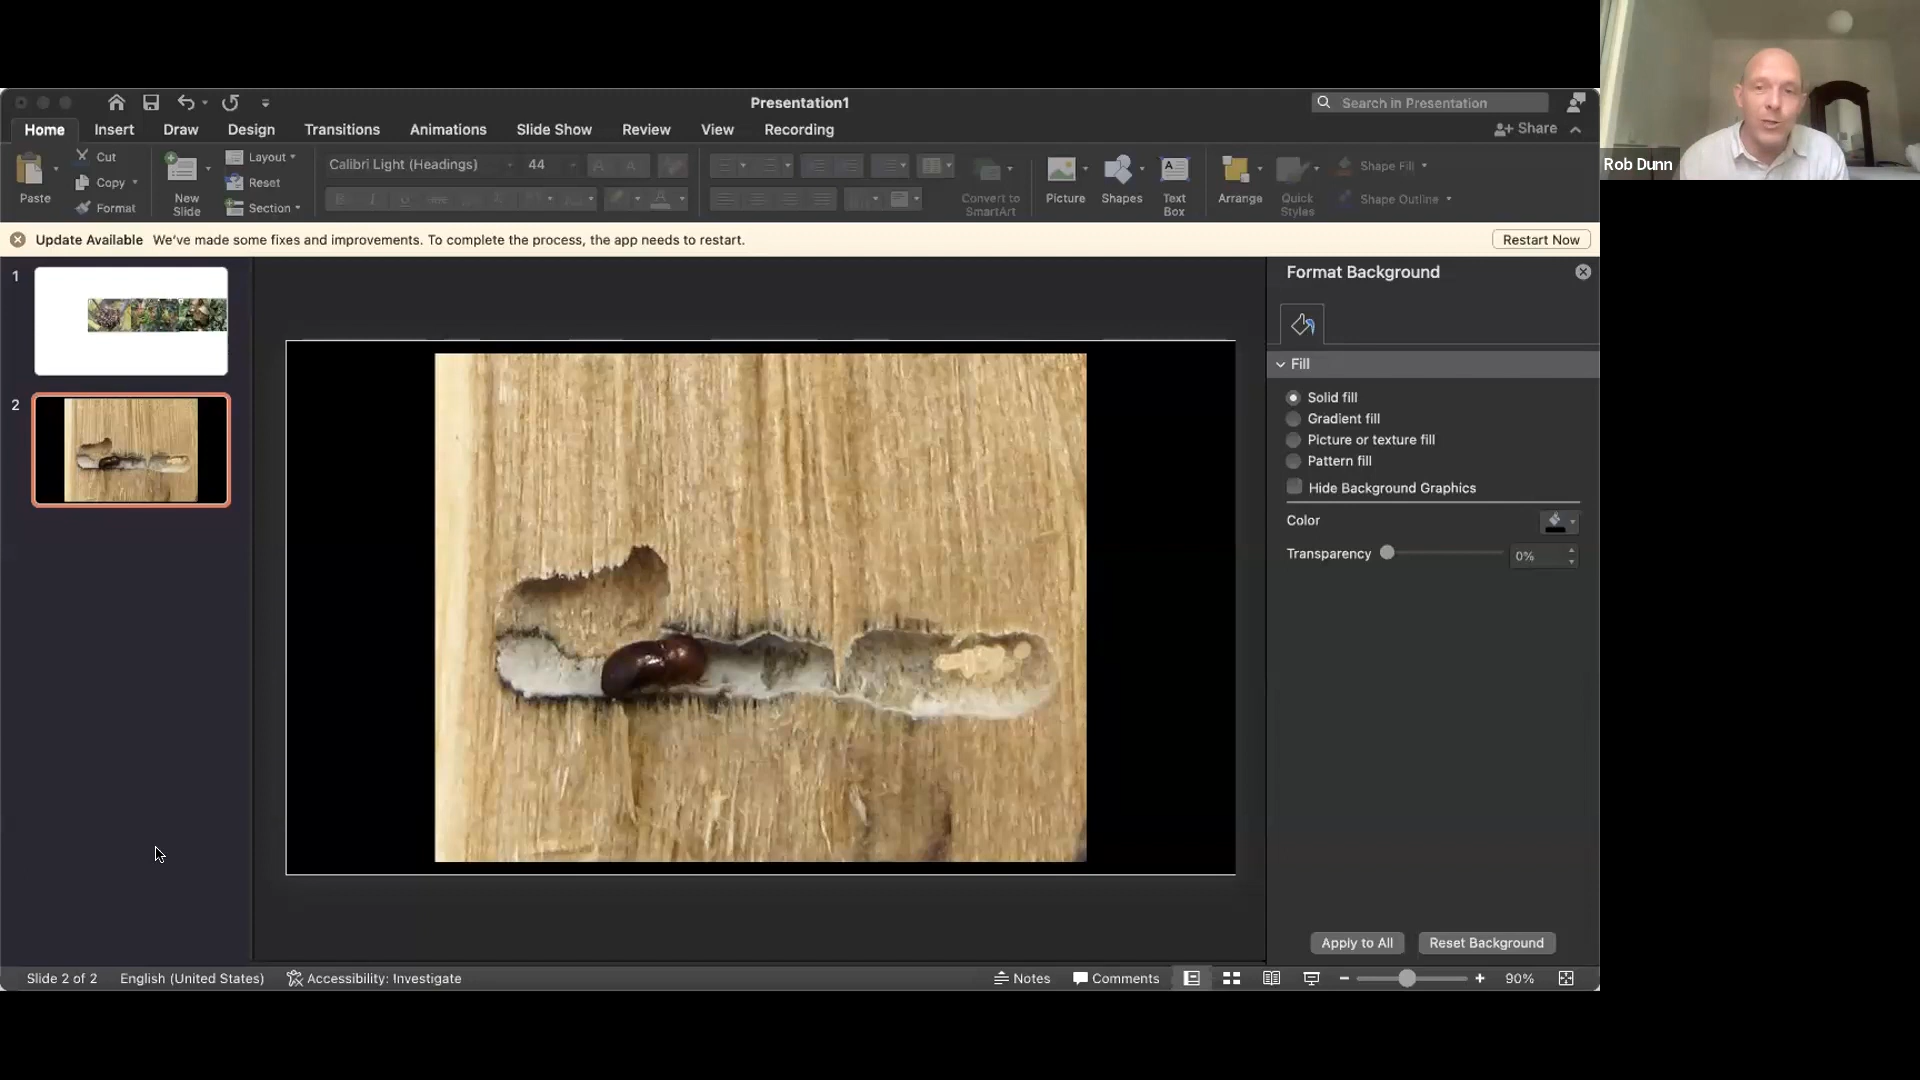 Presentation1
Search in Presentation
Home Insert Draw Design Transitions Animations Slide Show Review View Recording
Share
Paste
Cut
Copy
Format
New
Slide
Layout
Reset
Section
Calibri Light (Headings) 44
Convert to
SmartArt
Picture
Shapes
Text
Box
Arrange
Quick
Styles
Shape Fill
Shape Outline
Rob Dunn
Update Available We've made some fixes and improvements. To complete the process, the app needs to restart.
Restart Now
1
2
Format Background
Fill
Solid fill
Gradient fill
Picture or texture fill
Pattern fill
Hide Background Graphics
Color
Transparency 0%
Apply to All
Reset Background
Slide 2 of 2 English (United States) Accessibility: Investigate Notes Comments 90%